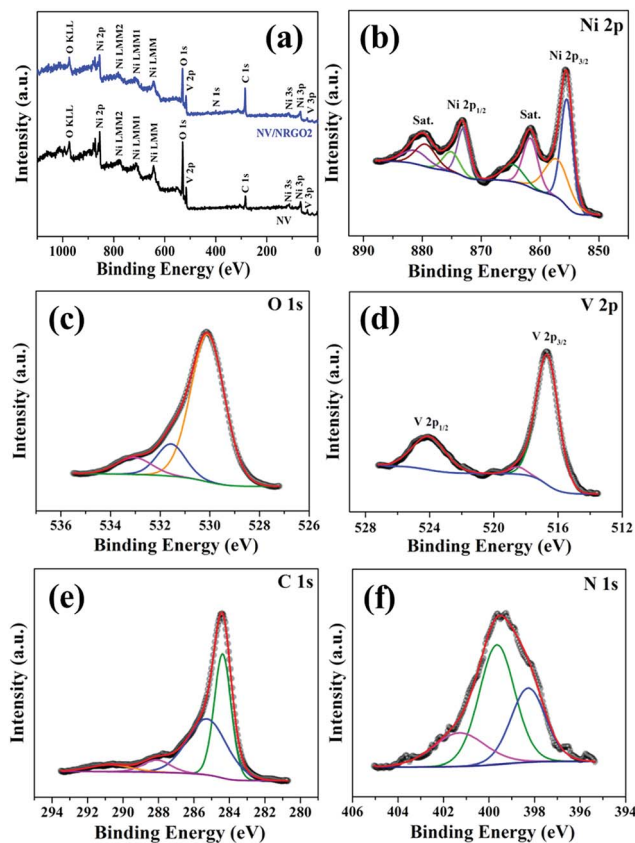 (a)
O KLL
Ni 2p
Ni LMM2
Ni LMM1
Ni LMM
O 1s
V 2p
N 1s
C 1s
Ni 3s
Ni 3p
V 3p
NV/NRGO2
O KLL
Ni 2p
Ni LMM2
Ni LMM1
Ni LMM
O 1s
V 2p
C 1s
Ni 3s
Ni 3p
V 3p
NV
Intensity (a.u.)
1000 800 600 400 200 0
Binding Energy (eV)
(b)
Ni 2p
Ni 2p3/2
Sat.
Ni 2p1/2
Sat.
Intensity (a.u.)
890 880 870 860 850
Binding Energy (eV)
(c)
O 1s
Intensity (a.u.)
536 534 532 530 528 526
Binding Energy (eV)
(d)
V 2p
V 2p3/2
V 2p1/2
Intensity (a.u.)
528 524 520 516 512
Binding Energy (eV)
(e)
C 1s
Intensity (a.u.)
294 292 290 288 286 284 282 280
Binding Energy (eV)
(f)
N 1s
Intensity (a.u.)
406 404 402 400 398 396 394
Binding Energy (eV)